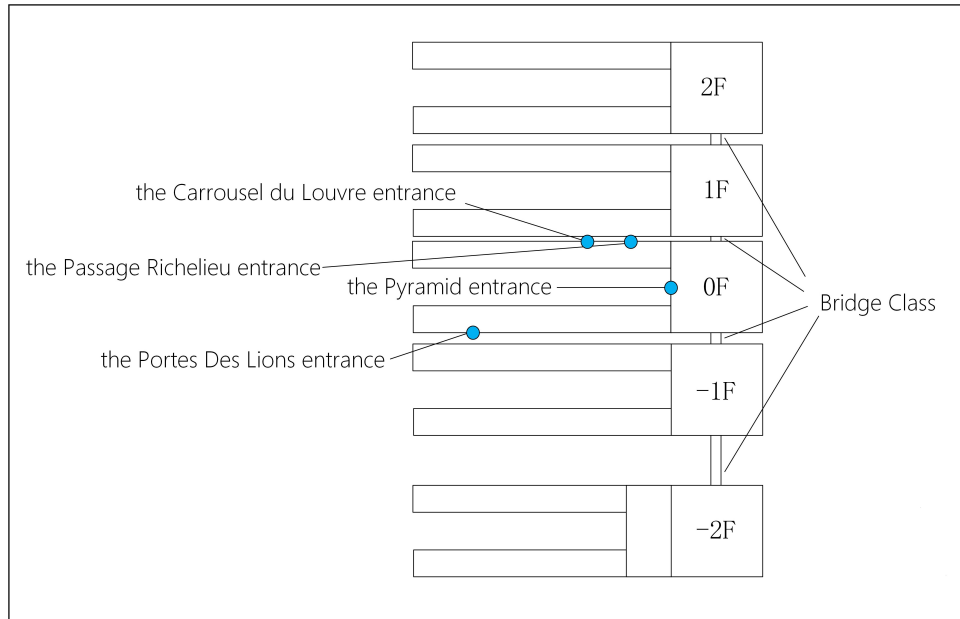 2F
1F
the Carrousel du Louvre entrance
the Passage Richelieu entrance
the Pyramid entrance
0F
Bridge Class
the Portes Des Lions entrance
-1F
-2F